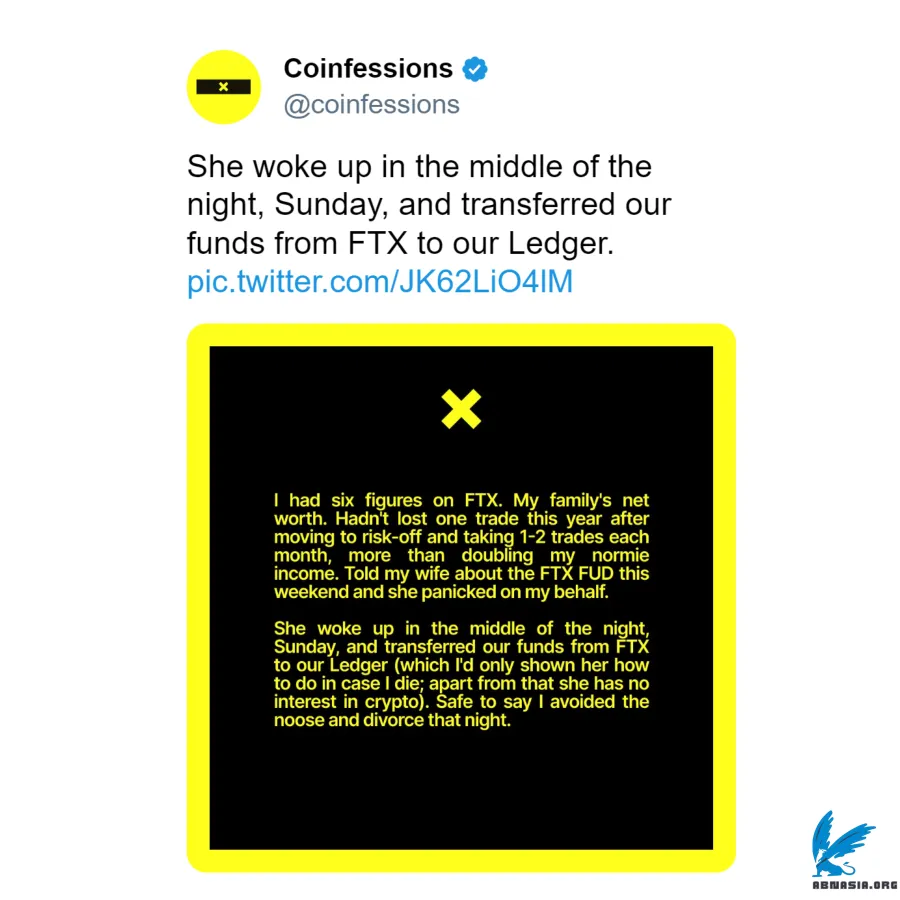 Coinfessions
@coinfessions
She woke up in the middle of the
night, Sunday, and transferred our
funds from FTX to our Ledger.
pic.twitter.com/JK62LiO4lM
I had six figures on FTX. My family's net
worth. Hadn't lost one trade this year after
moving to risk-off and taking 1-2 trades each
month, more than doubling my normie
income. Told my wife about the FTX FUD this
weekend and she panicked on my behalf.
She woke up in the middle of the night,
Sunday, and transferred our funds from FTX
to our Ledger (which I'd only shown her how
to do in case I die; apart from that she has no
interest in crypto). Safe to say I avoided the
noose and divorce that night.
ABNASIA.ORG